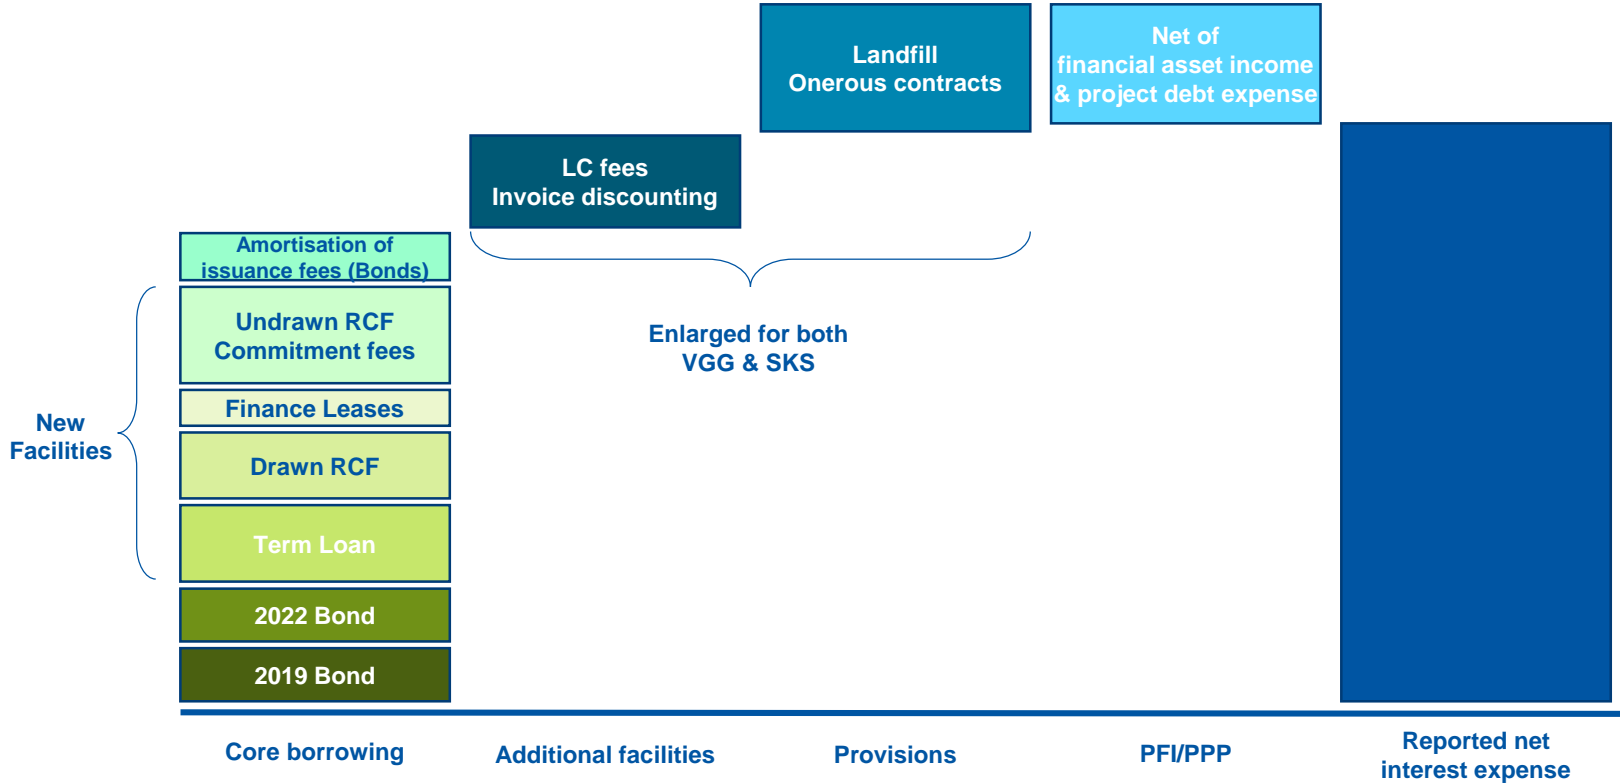 Landfill
Onerous contracts
Net of
financial asset income
& project debt expense
LC fees
Invoice discounting
Amortisation of
issuance fees (Bonds)
Undrawn RCF
Commitment fees
Enlarged for both
VGG & SKS
Finance Leases
New
Facilities
Drawn RCF
Term Loan
2022 Bond
2019 Bond
Core borrowing
Additional facilities
Provisions
PFI/PPP
Reported net
interest expense